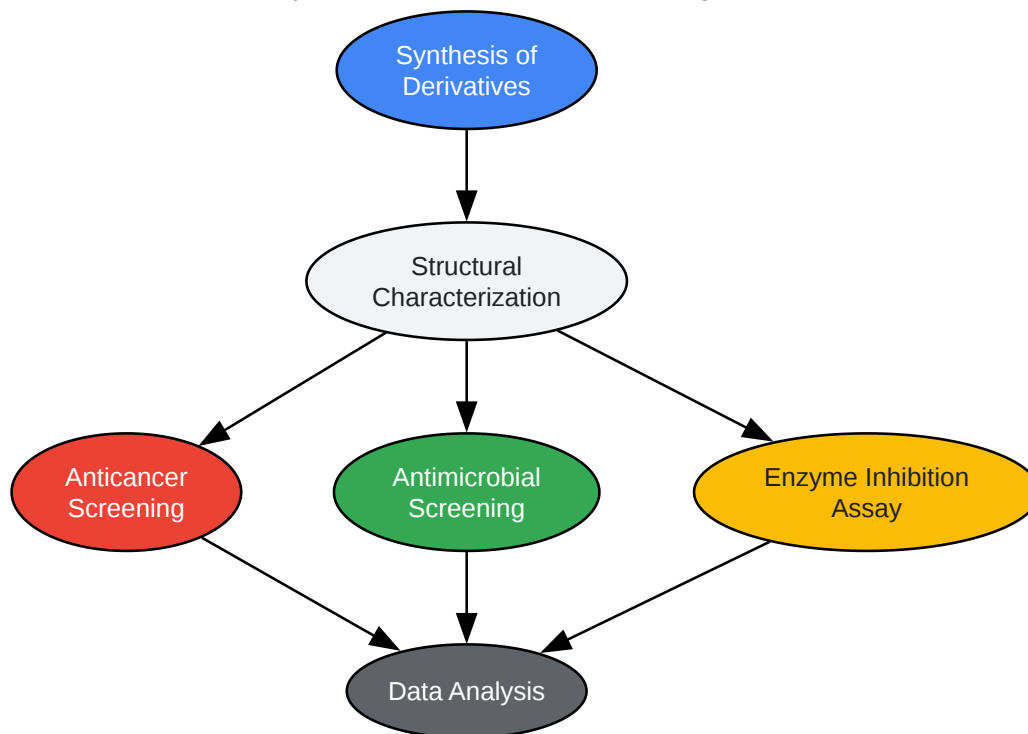 Synthesis of
Derivatives
Structural
Characterization
Anticancer
Screening
Antimicrobial
Screening
Enzyme Inhibition
Assay
Data Analysis